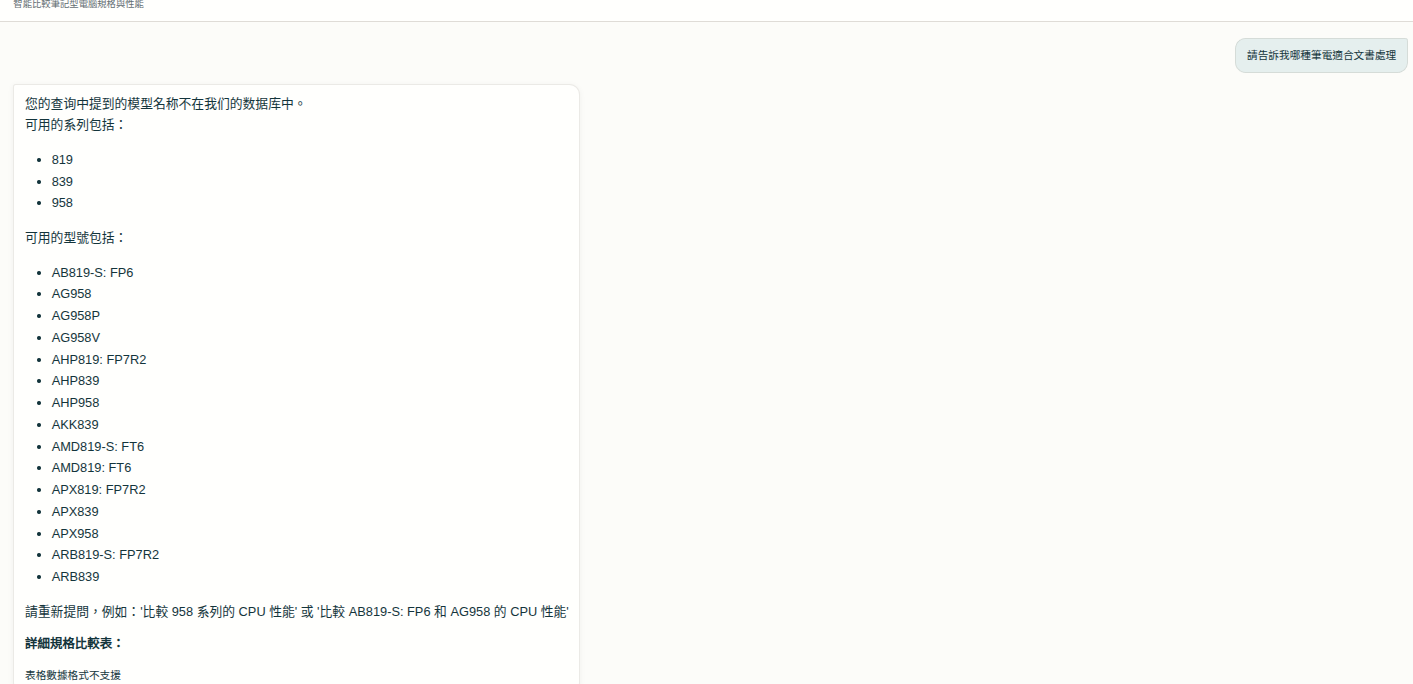 智能比較筆記型電腦規格與性能
請告訴我哪種筆電適合文書處理
您的查询中提到的模型名称不在我们的数据库中。
可用的系列包括：
819
839
958
可用的型號包括：
AB819-S: FP6
AG958
AG958P
AG958V
AHP819: FP7R2
AHP839
AHP958
AKK839
AMD819-S: FT6
AMD819: FT6
APX819: FP7R2
APX839
APX958
ARB819-S: FP7R2
ARB839
請重新提問，例如：'比較 958 系列的 CPU 性能' 或 '比較 AB819-S: FP6 和 AG958 的 CPU 性能'
詳細規格比較表：
表格數據格式不支援